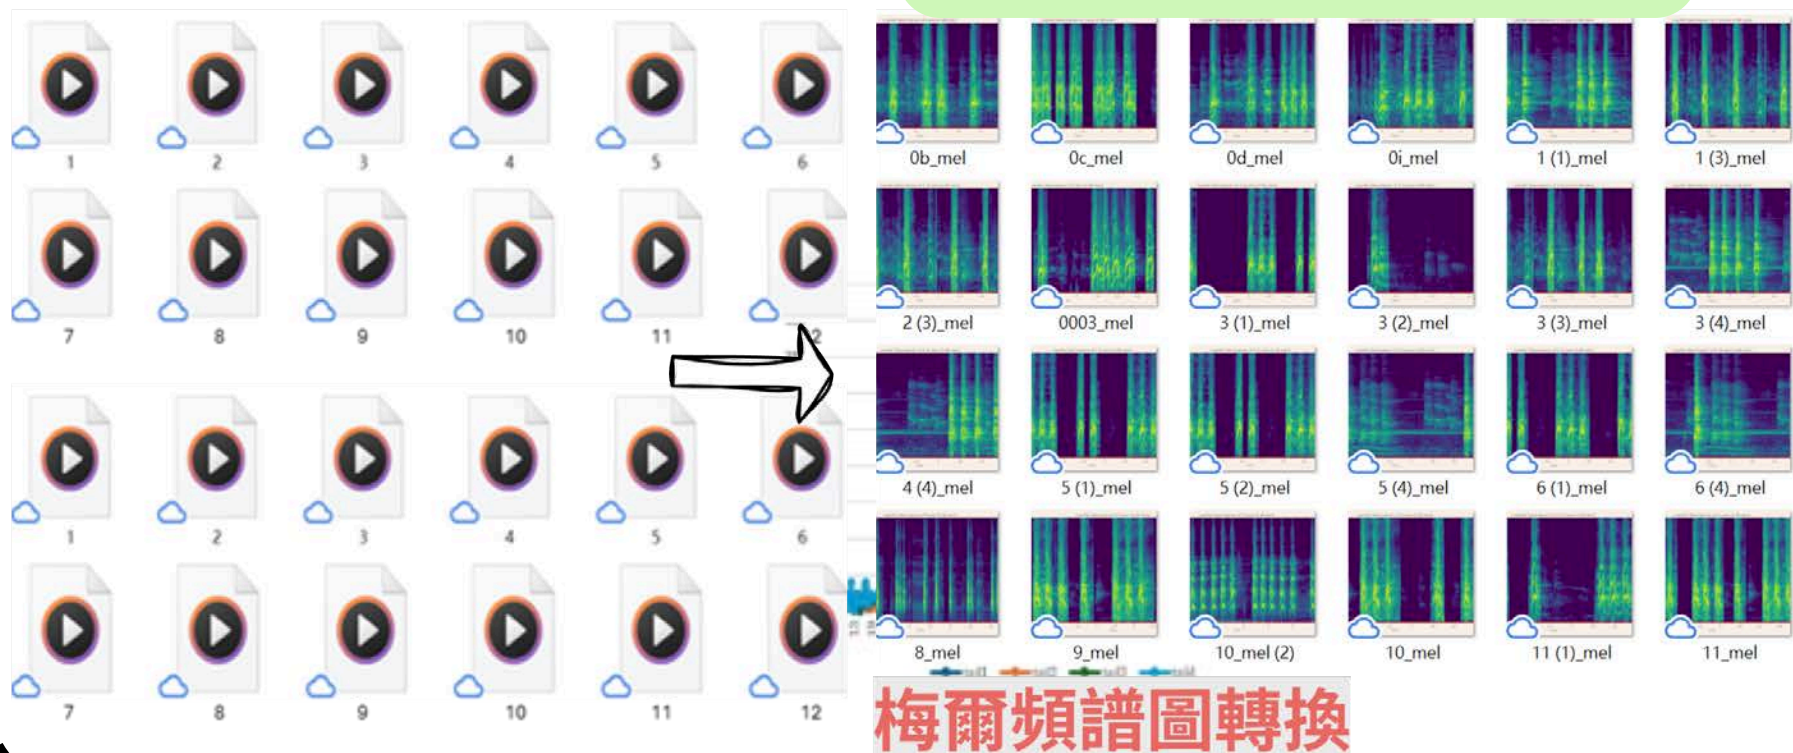 1 2 3 4 5 6
7 8 9 10 11
1 2 3 4 5 6
7 8 9 10 11 12
0b_mel 0c_mel 0d_mel 0i_mel 1 (1)_mel 1 (3)_mel
2 (3)_mel 0003_mel 3 (1)_mel 3 (2)_mel 3 (3)_mel 3 (4)_mel
4 (4)_mel 5 (1)_mel 5 (2)_mel 5 (4)_mel 6 (1)_mel 6 (4)_mel
8_mel 9_mel 10_mel (2) 10_mel 11 (1)_mel 11_mel
梅爾頻譜圖轉換